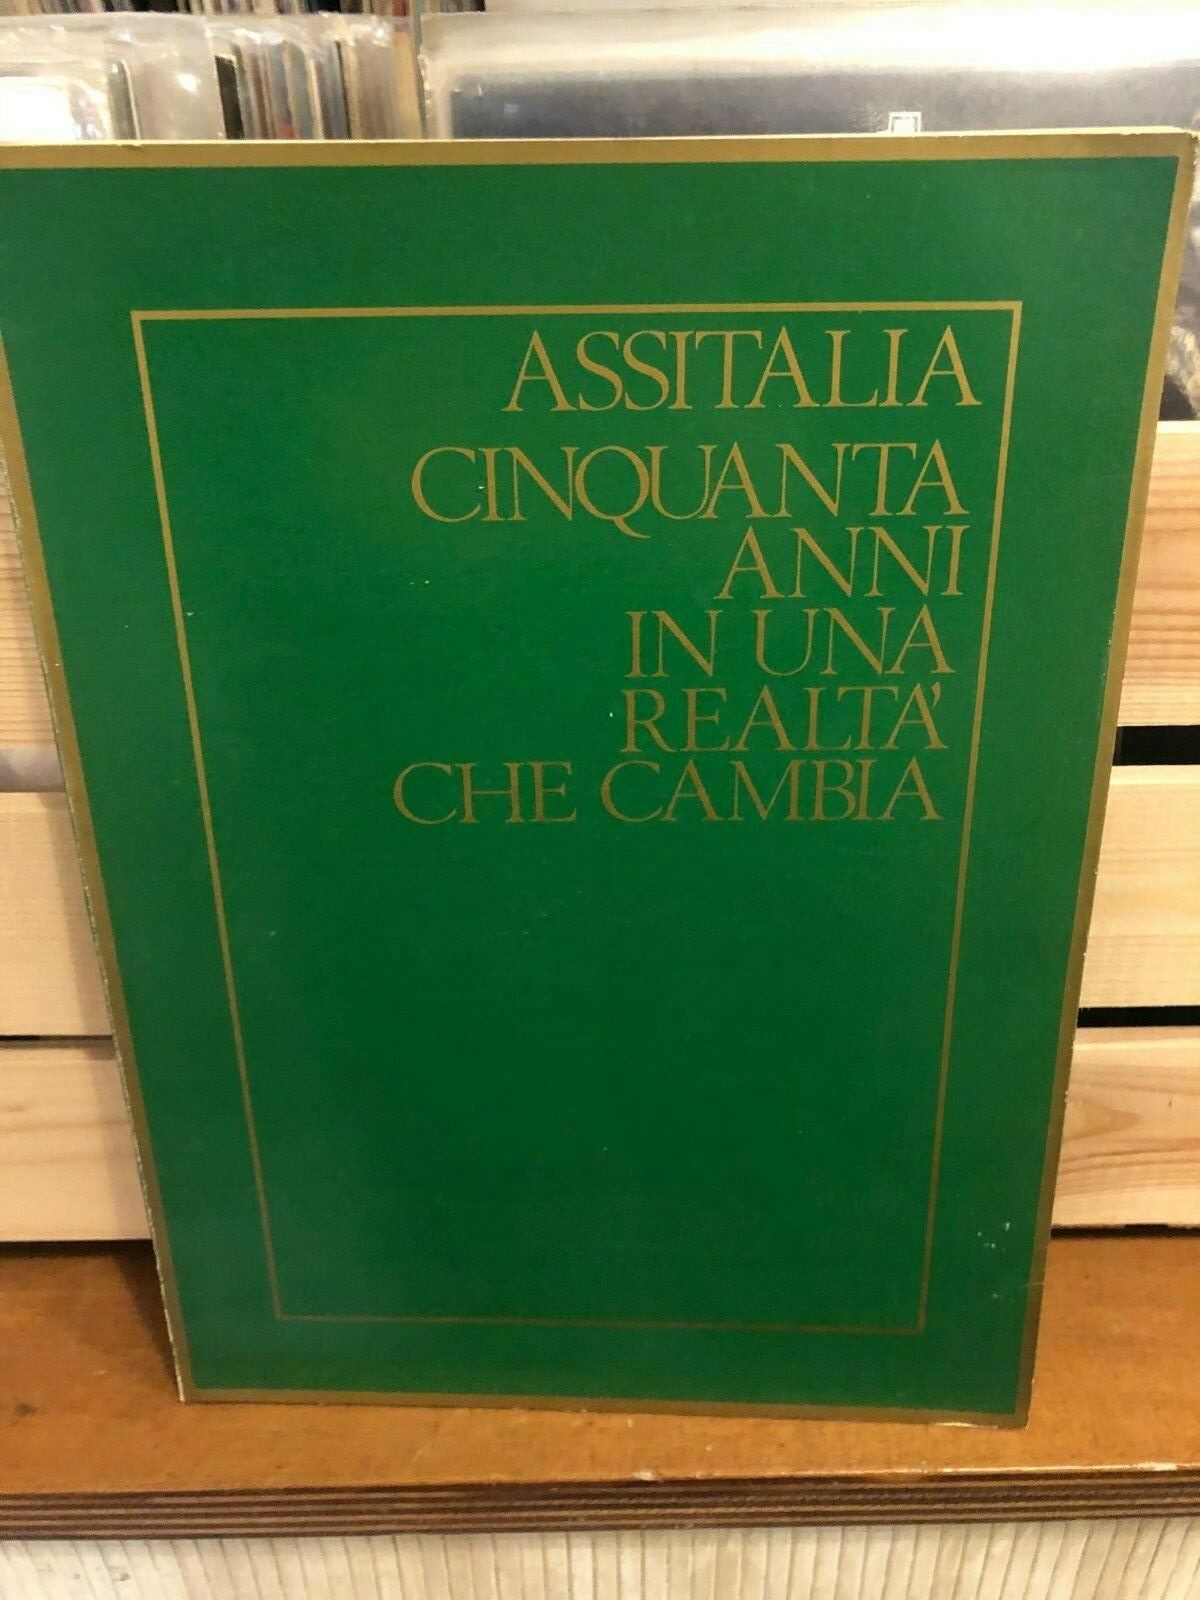 ASSITALIA
CINQUANTA
ANNI
IN UNA
REALTA'
CHE CAMBIA